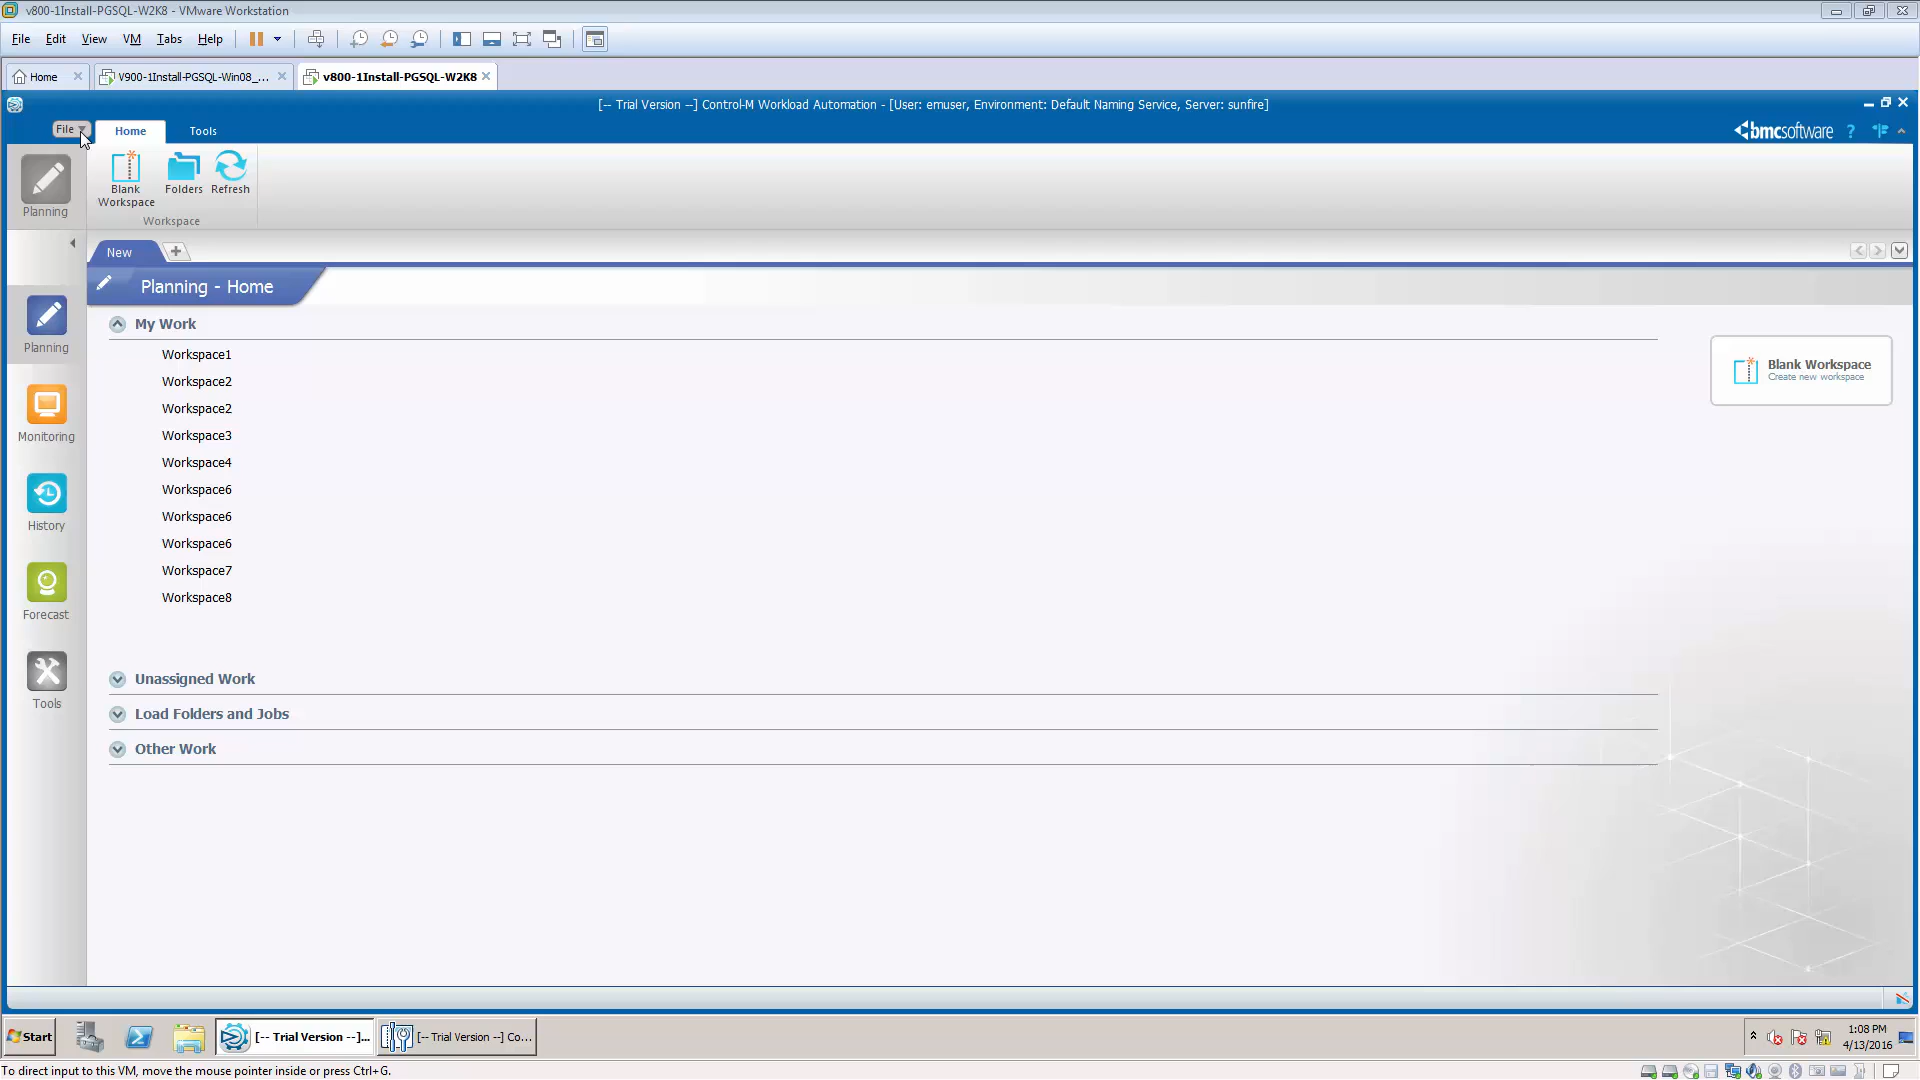 v800-1Install-PGSQL-W2K8 - VMware Workstation
File Edit View VM Tabs Help
Home V900-1Install-PGSQL-Win08_... v800-1Install-PGSQL-W2K8
[-- Trial Version --] Control-M Workload Automation - [User: emuser, Environment: Default Naming Service, Server: sunfire]
File Home Tools
bmcsoftware ?
Planning
Blank Workspace
Folders
Refresh
Workspace
New
Planning - Home
My Work
Workspace1
Workspace2
Workspace2
Workspace3
Workspace4
Workspace6
Workspace6
Workspace6
Workspace7
Workspace8
Blank Workspace
Create new workspace
Unassigned Work
Load Folders and Jobs
Other Work
Planning
Monitoring
History
Forecast
Tools
Start [-- Trial Version --]... [-- Trial Version --] Co...
1:08 PM
4/13/2016
To direct input to this VM, move the mouse pointer inside or press Ctrl+G.